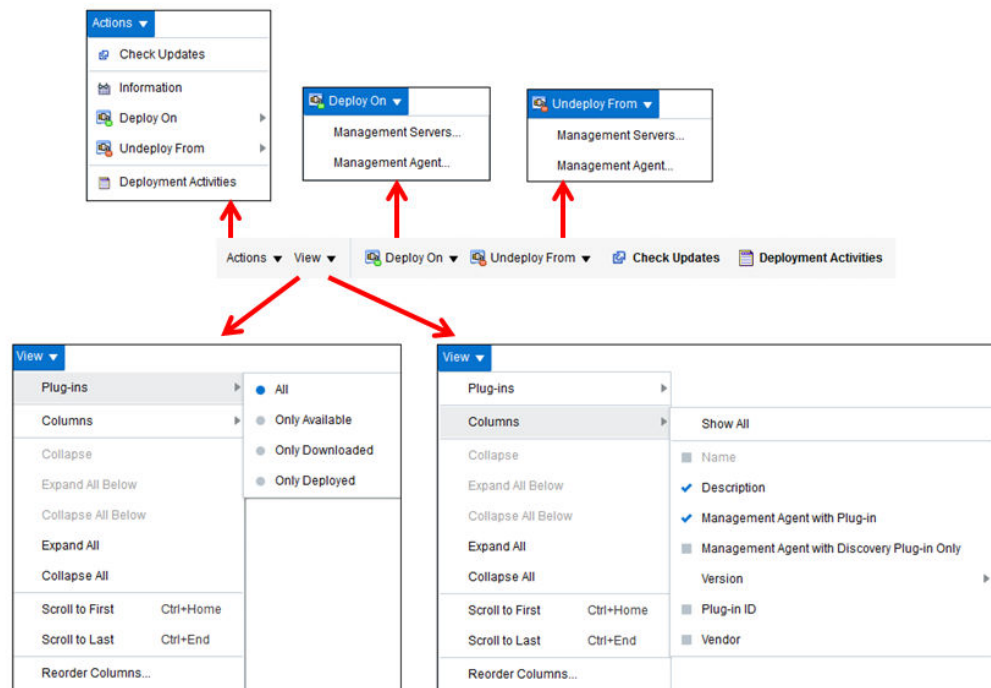 Actions
Check Updates
Information
Deploy On
Undeploy From
Deployment Activities
Deploy On
Management Servers...
Management Agent...
Undeploy From
Management Servers...
Management Agent...
Actions View Deploy On Undeploy From Check Updates Deployment Activities
View
Plug-ins
Columns
Collapse
Expand All Below
Collapse All Below
Expand All
Collapse All
Scroll to First Ctrl+Home
Scroll to Last Ctrl+End
Reorder Columns...
All
Only Available
Only Downloaded
Only Deployed
View
Plug-ins
Columns
Collapse
Expand All Below
Collapse All Below
Expand All
Collapse All
Scroll to First Ctrl+Home
Scroll to Last Ctrl+End
Reorder Columns...
Show All
Name
Description
Management Agent with Plug-in
Management Agent with Discovery Plug-in Only
Version
Plug-in ID
Vendor